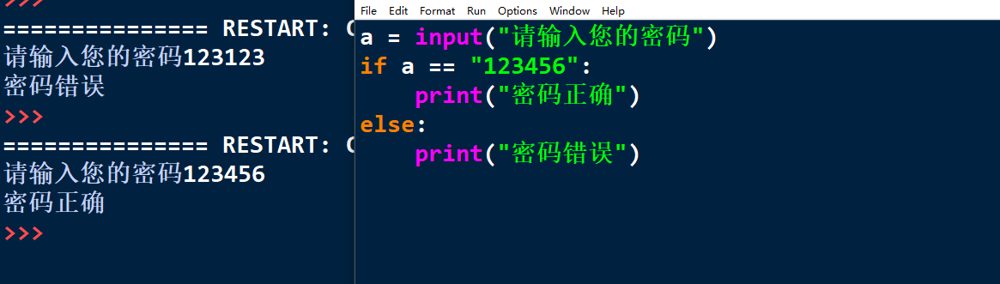 >>>
=============== RESTART: C
请输入您的密码123123
密码错误
>>>
=============== RESTART: C
请输入您的密码123456
密码正确
>>>
File Edit Format Run Options Window Help
a = input("请输入您的密码")
if a == "123456":
    print("密码正确")
else:
    print("密码错误")